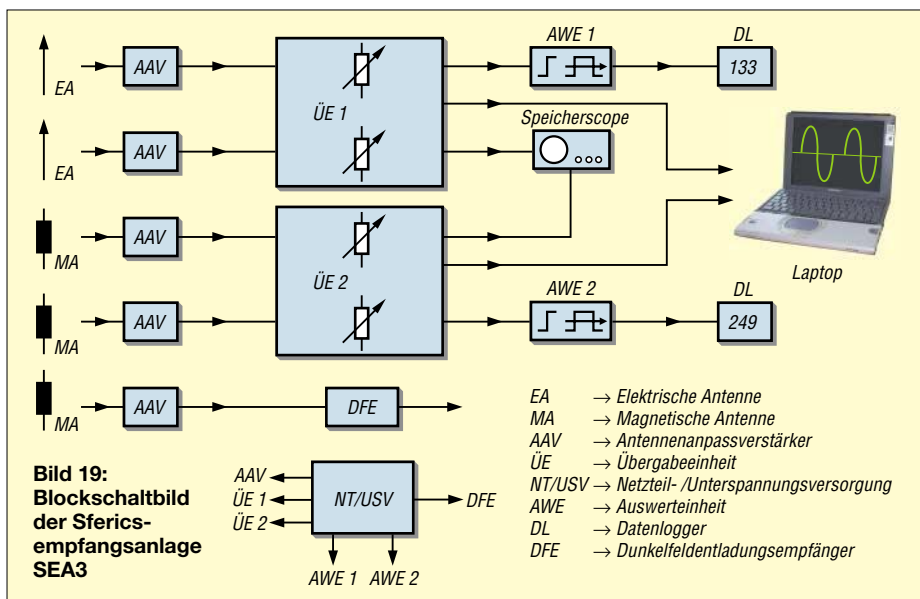 AWE 1
DL
EA
AAV
133
ÜE 1
Speicherscope
EA
AAV
MA
AAV
ÜE 2
Laptop
AWE 2
DL
MA
AAV
249
MA
AAV
DFE
EA → Elektrische Antenne
MA → Magnetische Antenne
AAV → Antennenanpassverstärker
ÜE → Übergabeeinheit
NT/USV → Netzteil- /Unterspannungsversorgung
AWE → Auswerteinheit
DL → Datenlogger
DFE → Dunkelfeldentladungsempfänger
Bild 19:
Blockschaltbild
der Sferics-
empfangsanlage
SEA3
AAV
ÜE 1
ÜE 2
NT/USV
DFE
AWE 1
AWE 2